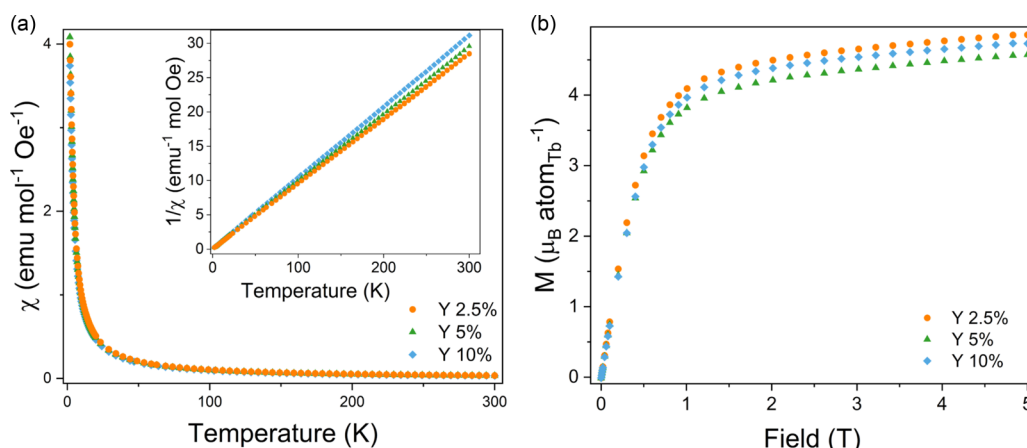 (a)
χ (emu mol⁻¹ Oe⁻¹)
4
2
0
0
100
200
300
Temperature (K)
1/χ (emu⁻¹ mol Oe)
30
25
20
15
10
5
0
0
100
200
300
Temperature (K)
Y 2.5%
Y 5%
Y 10%
(b)
M (μ_B atom_Tb⁻¹)
4
3
2
1
0
0
1
2
3
4
5
Field (T)
Y 2.5%
Y 5%
Y 10%